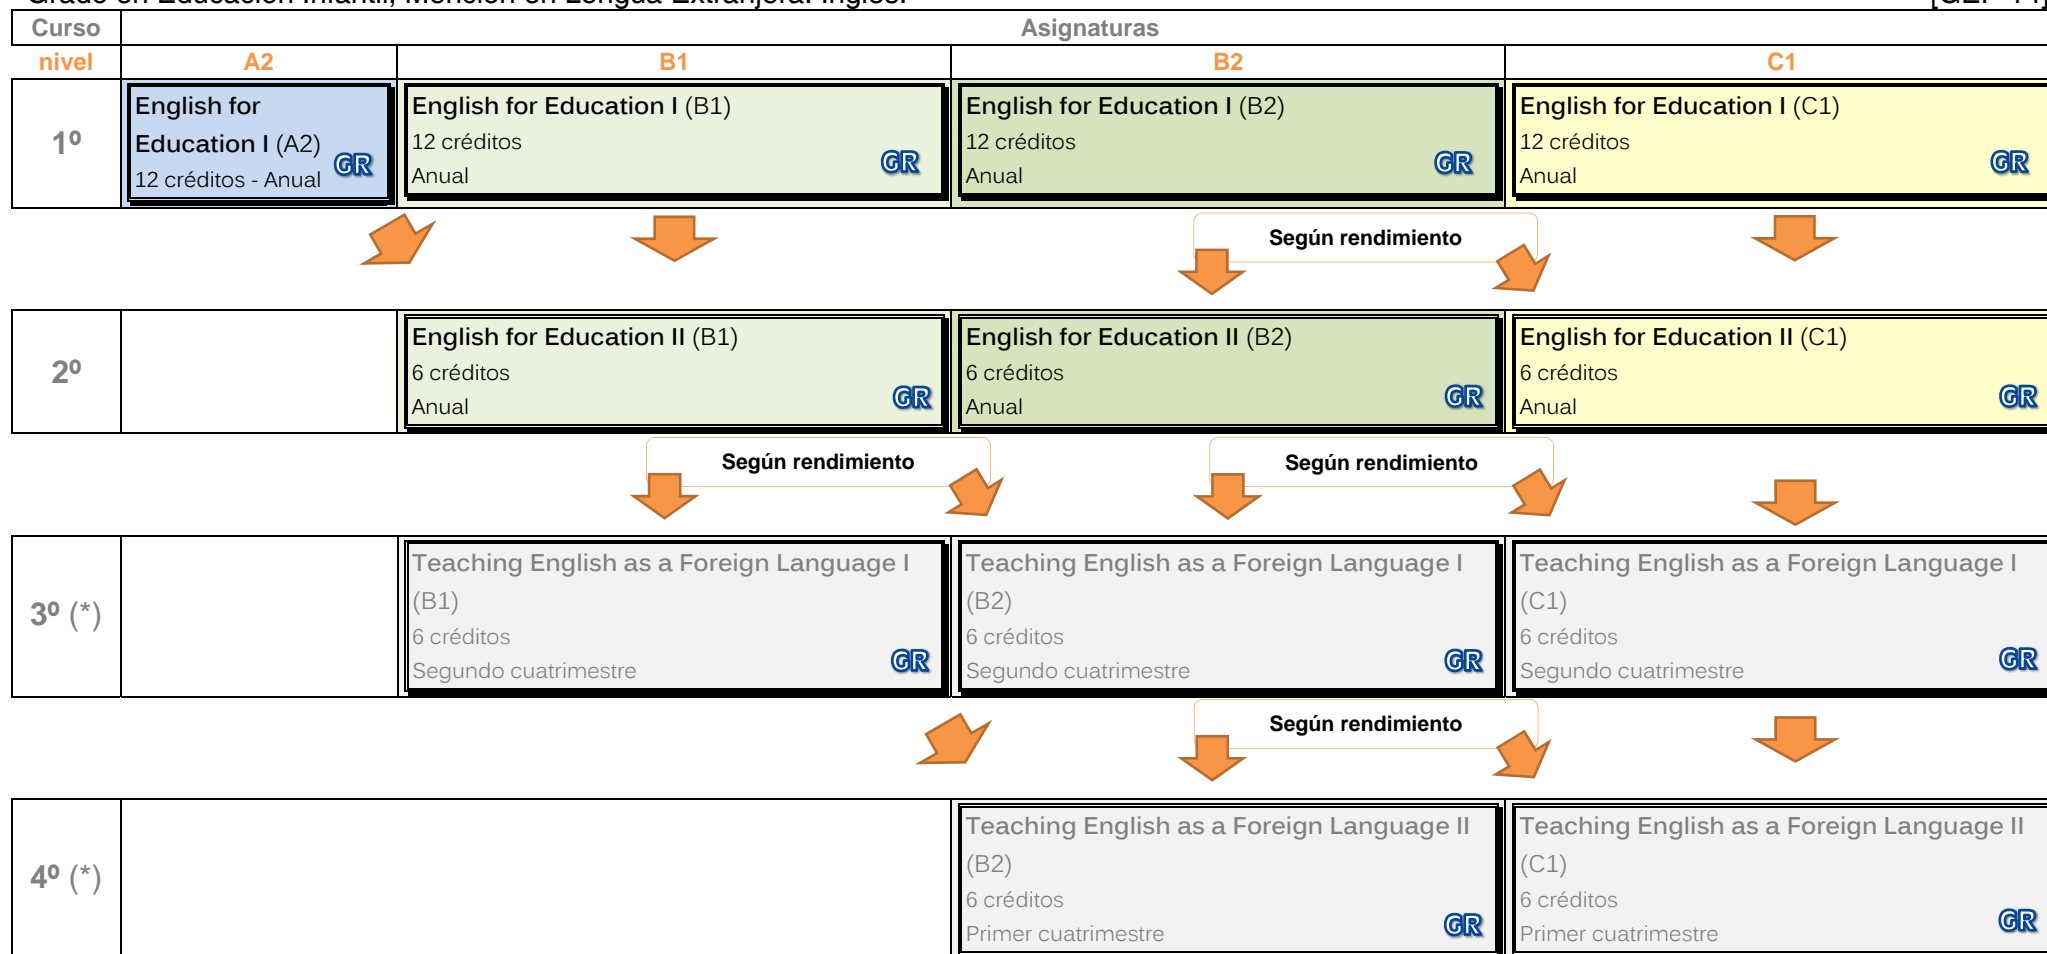 Curso Asignaturas
nivel A2 B1 B2 C1
1º
English for
Education I (A2)
12 créditos - Anual
GR
English for Education I (B1)
12 créditos
Anual
GR
English for Education I (B2)
12 créditos
Anual
GR
English for Education I (C1)
12 créditos
Anual
GR
Según rendimiento
2º
English for Education II (B1)
6 créditos
Anual
GR
English for Education II (B2)
6 créditos
Anual
GR
English for Education II (C1)
6 créditos
Anual
GR
Según rendimiento
Según rendimiento
3º (*)
Teaching English as a Foreign Language I
(B1)
6 créditos
Segundo cuatrimestre
GR
Teaching English as a Foreign Language I
(B2)
6 créditos
Segundo cuatrimestre
GR
Teaching English as a Foreign Language I
(C1)
6 créditos
Segundo cuatrimestre
GR
Según rendimiento
4º (*)
Teaching English as a Foreign Language II
(B2)
6 créditos
Primer cuatrimestre
GR
Teaching English as a Foreign Language II
(C1)
6 créditos
Primer cuatrimestre
GR